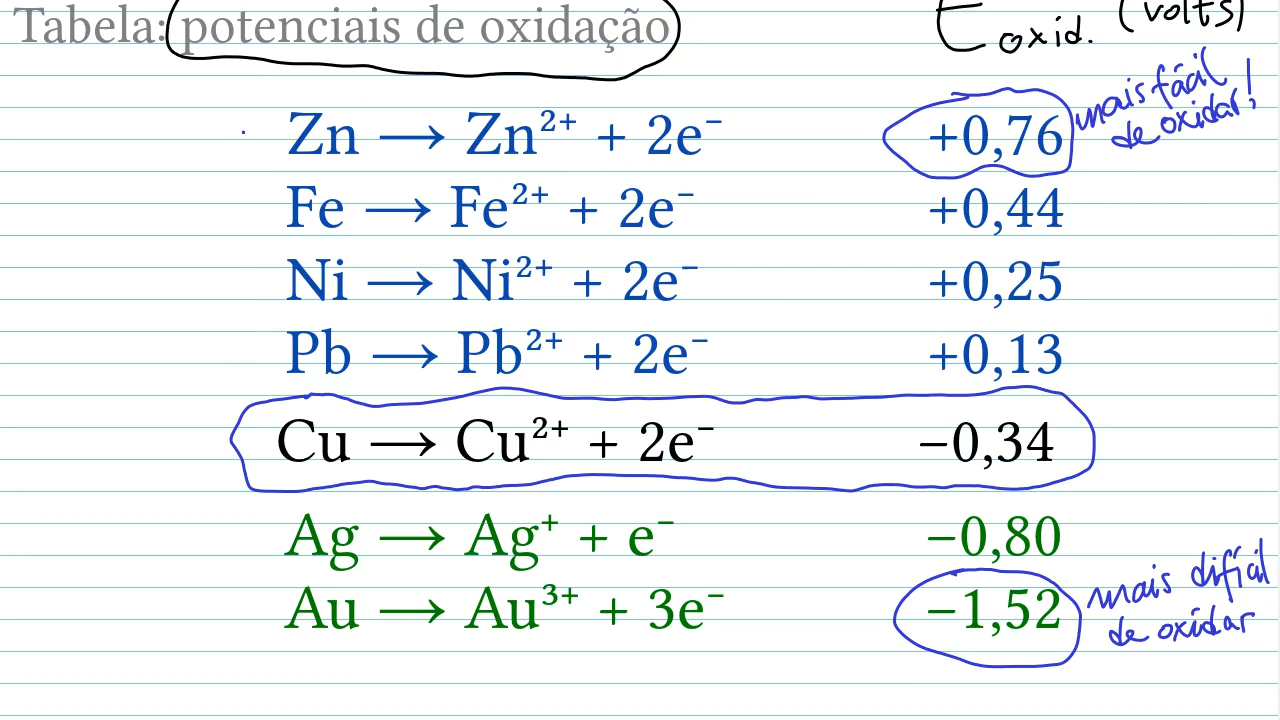 Tabela: potenciais de oxidação
E oxid. (volts)
Zn ⟶ Zn²⁺ + 2e⁻ +0,76 mais fácil de oxidar!
Fe ⟶ Fe²⁺ + 2e⁻ +0,44
Ni ⟶ Ni²⁺ + 2e⁻ +0,25
Pb ⟶ Pb²⁺ + 2e⁻ +0,13
Cu ⟶ Cu²⁺ + 2e⁻ −0,34
Ag ⟶ Ag⁺ + e⁻ −0,80
Au ⟶ Au³⁺ + 3e⁻ −1,52 mais difícil de oxidar